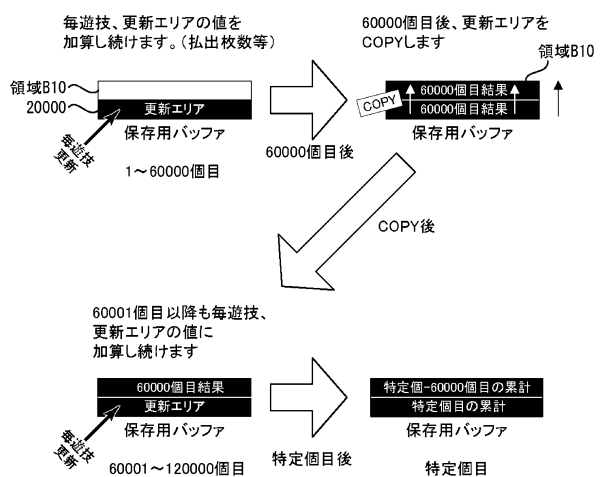 毎遊技、更新エリアの値を
加算し続けます。(払出枚数等)
領域B10
20000
更新エリア
保存用バッファ
毎遊技
更新
1～60000個目
60000個目後
60000個目後、更新エリアを
COPYします
領域B10
COPY
60000個目結果
60000個目結果
保存用バッファ
COPY後
60001個目以降も毎遊技、
更新エリアの値に
加算し続けます
60000個目結果
更新エリア
保存用バッファ
毎遊技
更新
60001～120000個目
特定個目後
特定個-60000個目の累計
特定個目の累計
保存用バッファ
特定個目